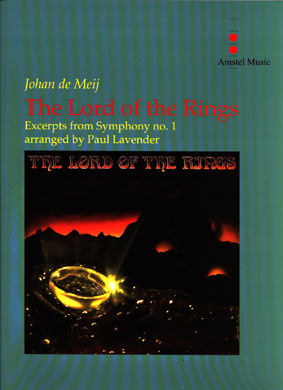 Amstel Music
Johan de Meij
The Lord of the Rings
Excerpts from Symphony no. 1
arranged by Paul Lavender
THE LORD OF THE RINGS